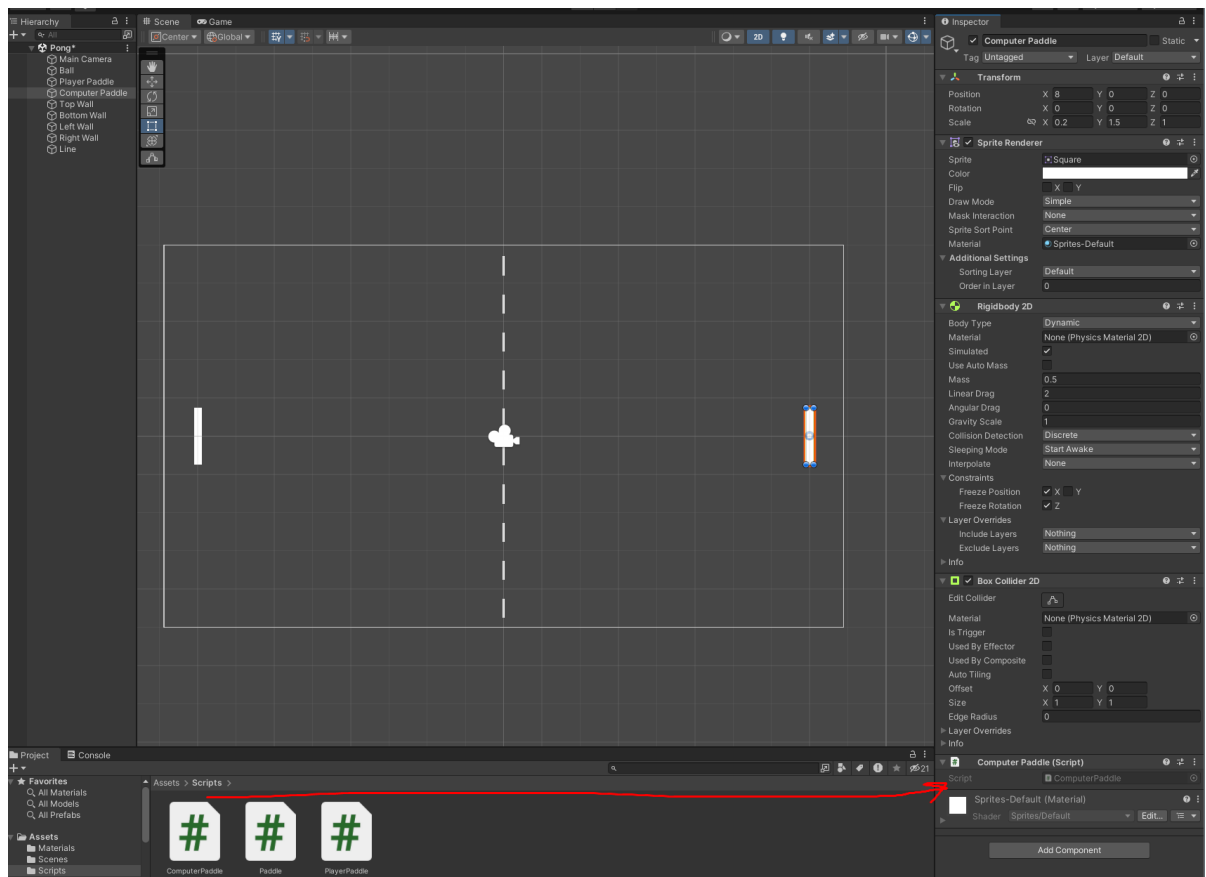 Hierarchy
All
Pong*
Main Camera
Ball
Player Paddle
Computer Paddle
Top Wall
Bottom Wall
Left Wall
Right Wall
Line
Scene Game
Center Global 2D
Inspector
Computer Paddle Static
Tag Untagged Layer Default
Transform
Position X 8 Y 0 Z 0
Rotation X 0 Y 0 Z 0
Scale X 0.2 Y 1.5 Z 1
Sprite Renderer
Sprite Square
Color
Flip X Y
Draw Mode Simple
Mask Interaction None
Sprite Sort Point Center
Material Sprites-Default
Additional Settings
Sorting Layer Default
Order in Layer 0
Rigidbody 2D
Body Type Dynamic
Material None (Physics Material 2D)
Simulated
Use Auto Mass
Mass 0.5
Linear Drag 2
Angular Drag 0
Gravity Scale 1
Collision Detection Discrete
Sleeping Mode Start Awake
Interpolate None
Constraints
Freeze Position X Y
Freeze Rotation Z
Layer Overrides
Include Layers Nothing
Exclude Layers Nothing
Info
Box Collider 2D
Edit Collider
Material None (Physics Material 2D)
Is Trigger
Used By Effector
Used By Composite
Auto Tiling
Offset X 0 Y 0
Size X 1 Y 1
Edge Radius 0
Layer Overrides
Info
Computer Paddle (Script)
Script ComputerPaddle
Sprites-Default (Material)
Shader Sprites/Default Edit...
Add Component
Project Console
21
Favorites
All Materials
All Models
All Prefabs
Assets
Materials
Scenes
Scripts
Assets > Scripts >
ComputerPaddle Paddle PlayerPaddle